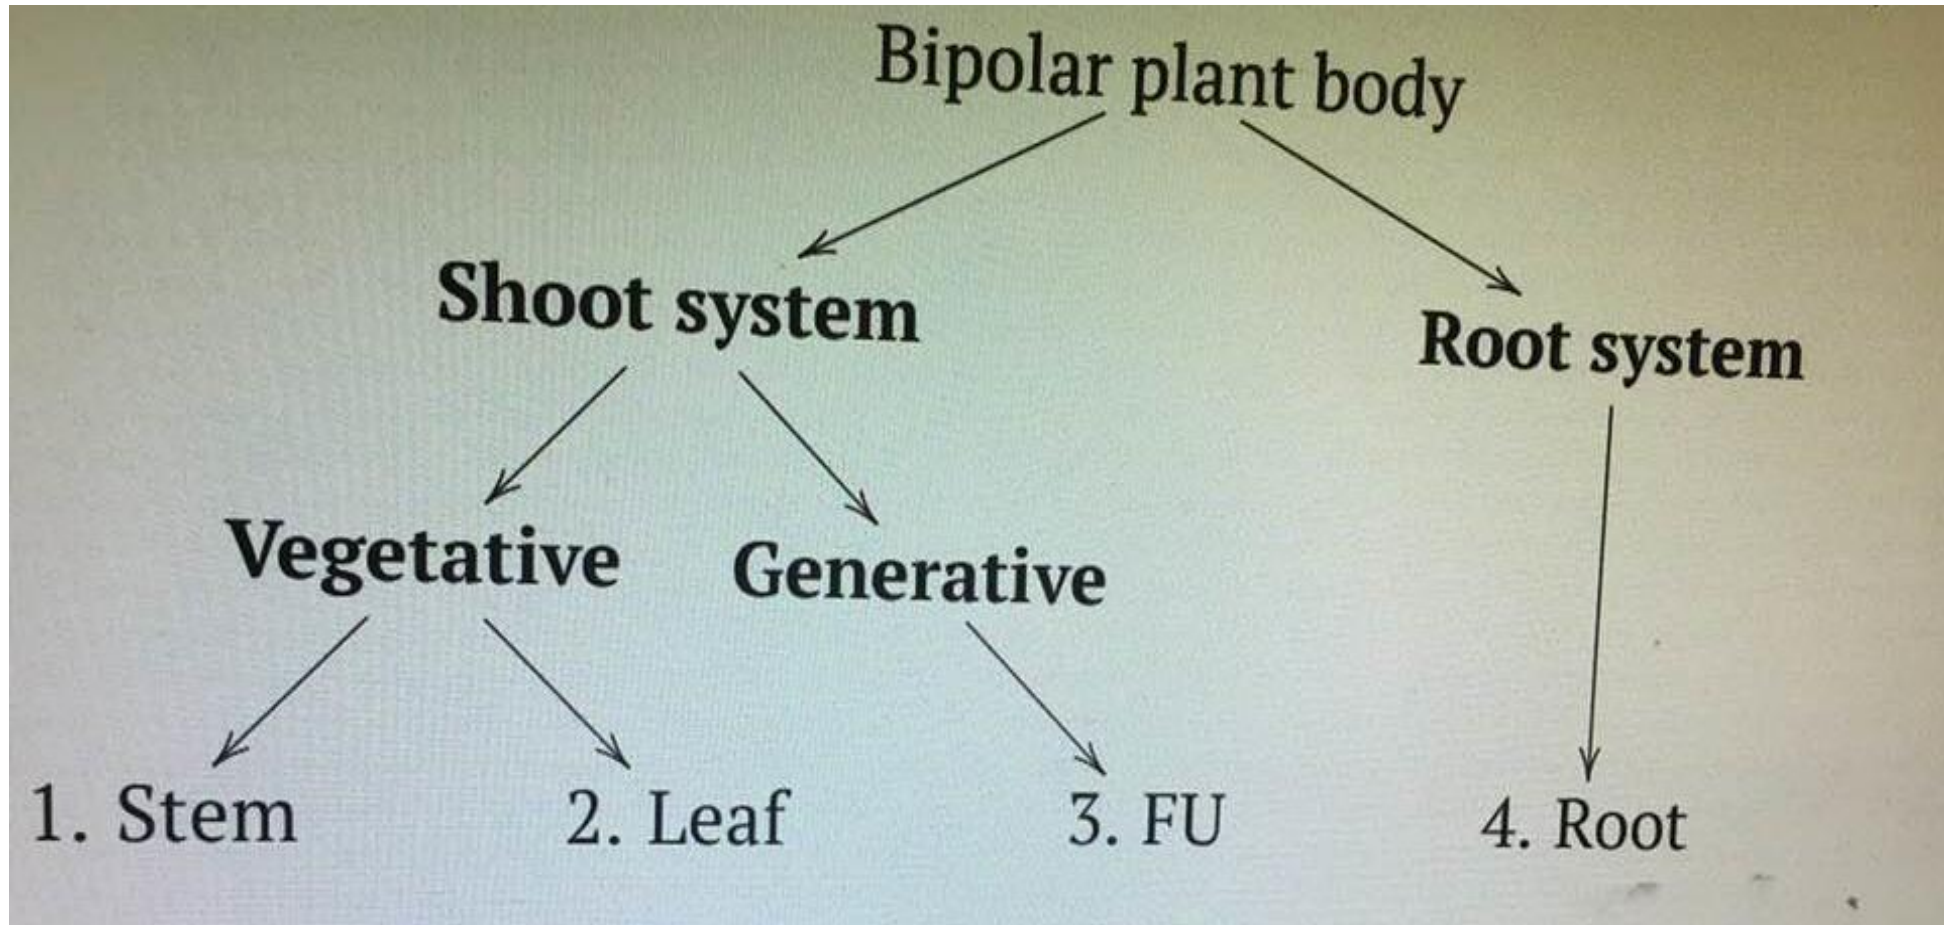 Bipolar plant body
Shoot system
Root system
Vegetative
Generative
1. Stem
2. Leaf
3. FU
4. Root